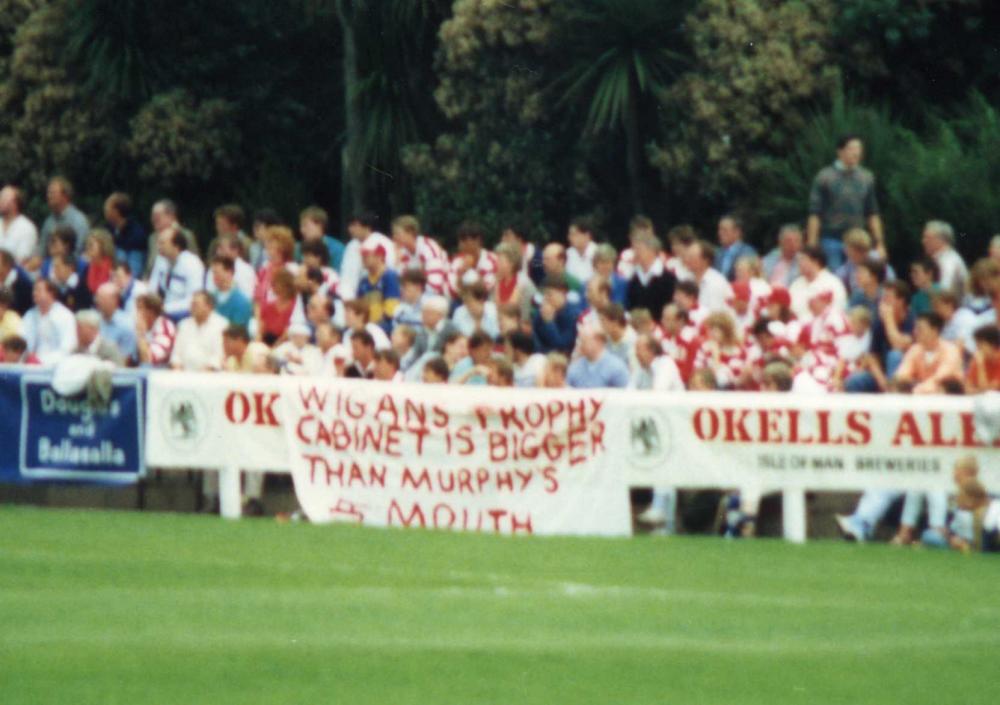 Douglas
and
Ballasalla
OK
WIGANS TROPHY
CABINET IS BIGGER
THAN MURPHY'S
MOUTH
OKELLS ALE
ISLE OF MAN BREWERIES